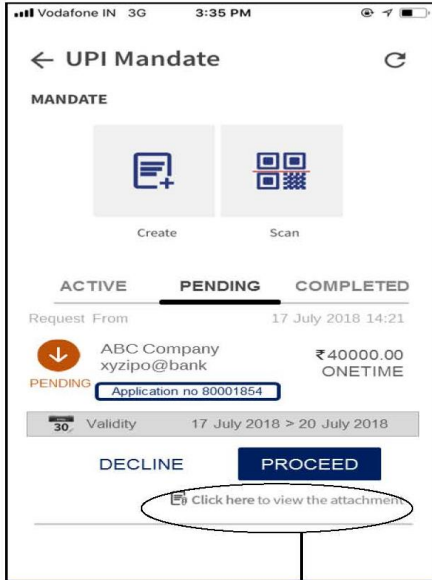 Vodafone IN 3G 3:35 PM
← UPI Mandate
MANDATE
Create Scan
ACTIVE PENDING COMPLETED
Request From 17 July 2018 14:21
ABC Company ₹40000.00
xyzipo@bank ONETIME
PENDING Application no 80001854
30 Validity 17 July 2018 > 20 July 2018
DECLINE PROCEED
Click here to view the attachment